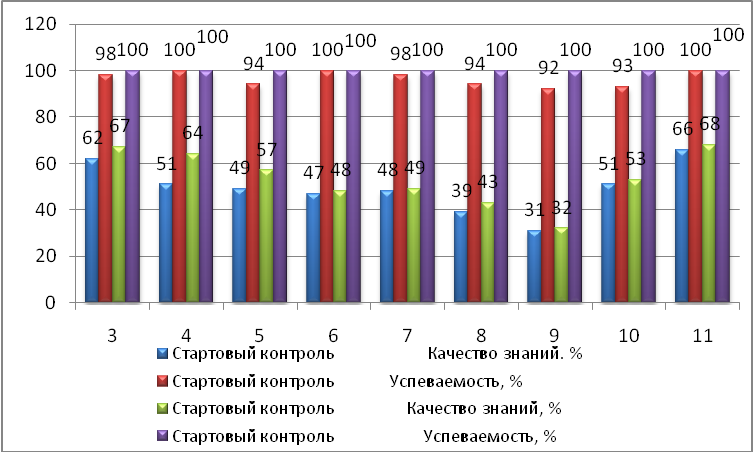 120
100
80
60
40
20
0
62 98 67 100
51 100 64 100
49 94 57 100
47 100 48 100
48 98 49 100
39 94 43 100
31 92 32 100
51 93 53 100
66 100 68 100
3 4 5 6 7 8 9 10 11
Стартовый контроль Качество знаний. %
Стартовый контроль Успеваемость, %
Стартовый контроль Качество знаний, %
Стартовый контроль Успеваемость, %